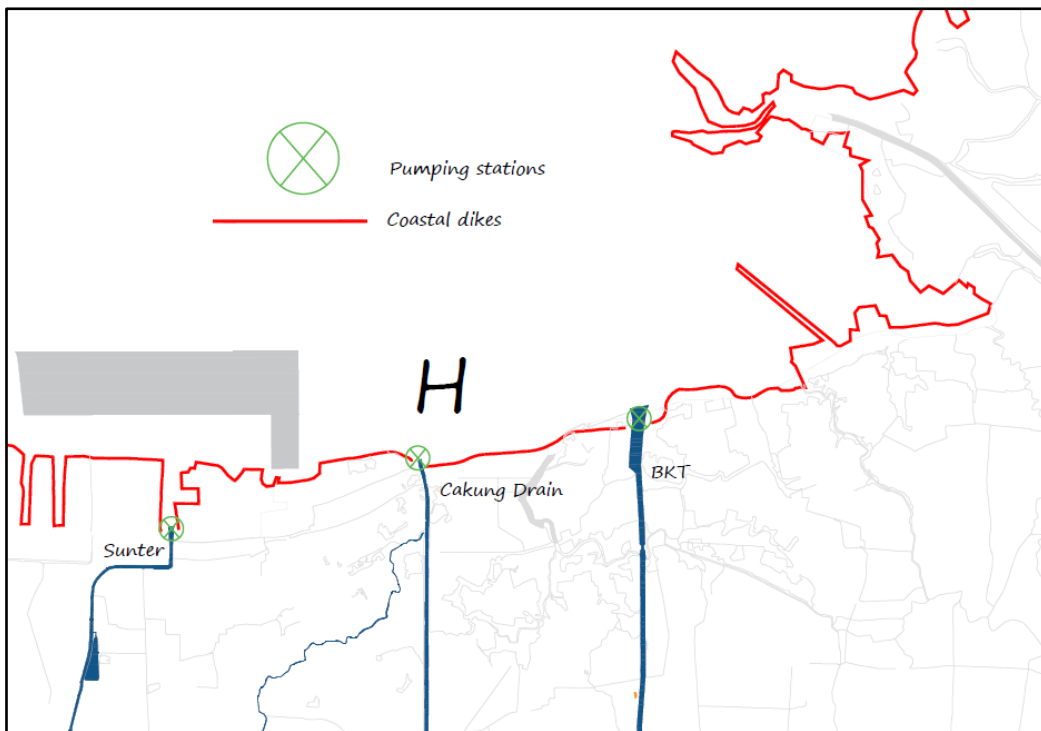 Pumping stations
Coastal dikes
H
Cakung Drain
BKT
Sunter